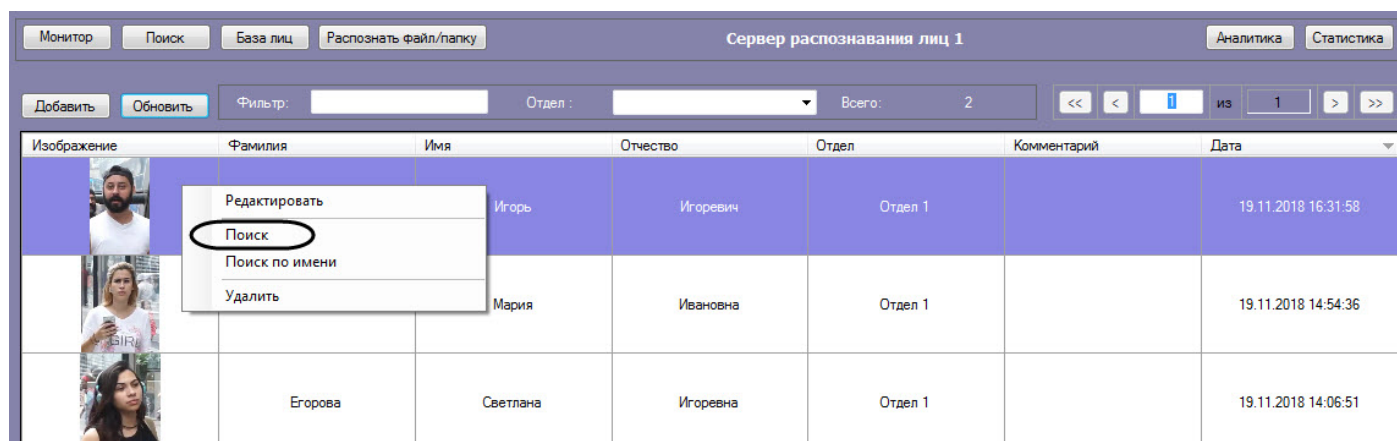 Монитор Поиск База лиц Распознать файл/папку Сервер распознавания лиц 1 Аналитика Статистика
Добавить Обновить Фильтр: Отдел : Всего: 2 << < 1 из 1 > >>
Изображение Фамилия Имя Отчество Отдел Комментарий Дата
Редактировать
Игорь Игоревич Отдел 1 19.11.2018 16:31:58
Поиск
Поиск по имени
Удалить
Мария Ивановна Отдел 1 19.11.2018 14:54:36
GIRL
Егорова Светлана Игоревна Отдел 1 19.11.2018 14:06:51